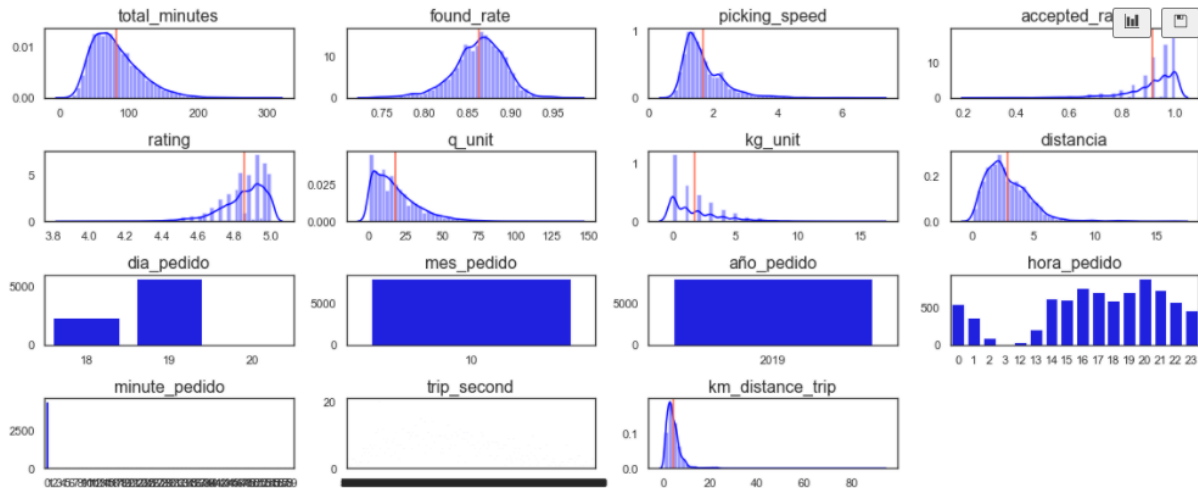 total_minutes
found_rate
picking_speed
accepted_ra
0.01
0.00
0 100 200 300
10
0
0.75 0.80 0.85 0.90 0.95
1
0
0 2 4 6
10
0
0.2 0.4 0.6 0.8 1.0
rating
q_unit
kg_unit
distancia
5
0
3.8 4.0 4.2 4.4 4.6 4.8 5.0
0.025
0.000
0 25 50 75 100 125 150
1
0
0 5 10 15
0.2
0.0
0 5 10 15
dia_pedido
mes_pedido
año_pedido
hora_pedido
5000
0
18 19 20
5000
0
10
5000
0
2019
500
0
0 1 2 3 12 13 14 15 16 17 18 19 20 21 22 23
minute_pedido
trip_second
km_distance_trip
2500
0
20
0
0.1
0.0
0 20 40 60 80